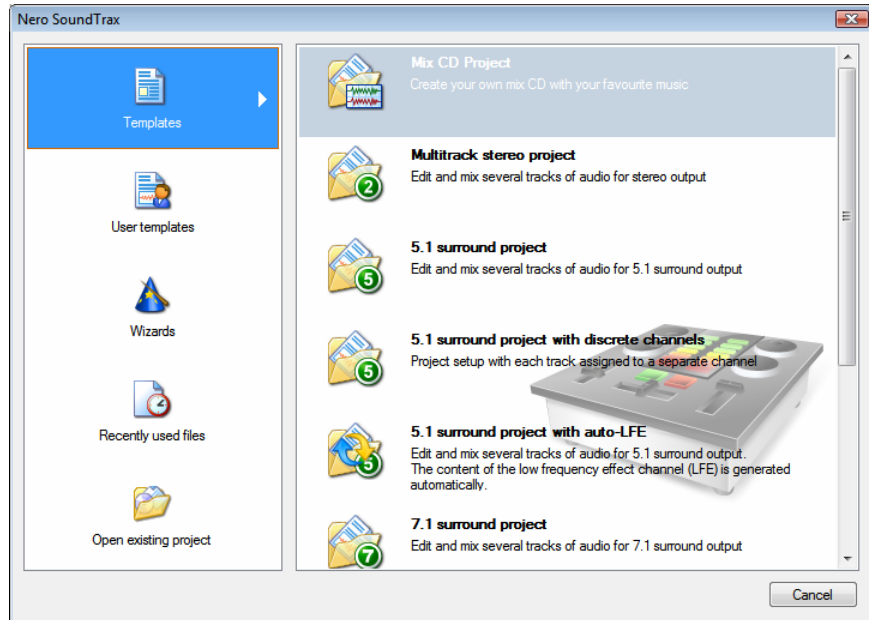 Nero SoundTrax
Templates
User templates
Wizards
Recently used files
Open existing project
Mix CD Project
Create your own mix CD with your favourite music
Multitrack stereo project
Edit and mix several tracks of audio for stereo output
2
5.1 surround project
Edit and mix several tracks of audio for 5.1 surround output
5
5.1 surround project with discrete channels
Project setup with each track assigned to a separate channel
5
5.1 surround project with auto-LFE
Edit and mix several tracks of audio for 5.1 surround output.
The content of the low frequency effect channel (LFE) is generated
automatically.
5
7.1 surround project
Edit and mix several tracks of audio for 7.1 surround output
7
Cancel